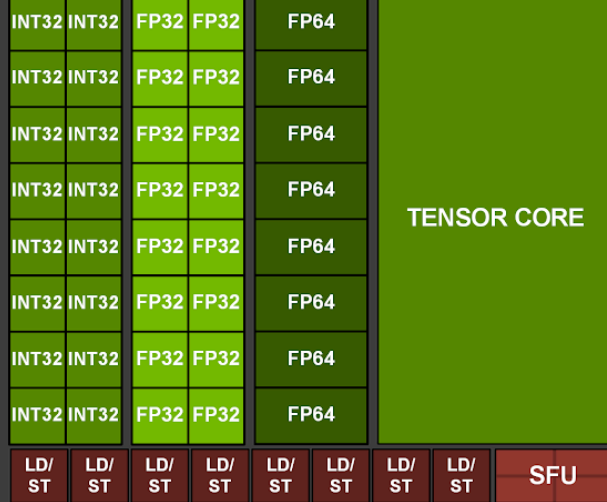 INT32 INT32 FP32 FP32 FP64
INT32 INT32 FP32 FP32 FP64
INT32 INT32 FP32 FP32 FP64
INT32 INT32 FP32 FP32 FP64
TENSOR CORE
INT32 INT32 FP32 FP32 FP64
INT32 INT32 FP32 FP32 FP64
INT32 INT32 FP32 FP32 FP64
INT32 INT32 FP32 FP32 FP64
LD/ LD/ LD/ LD/ LD/ LD/ LD/ LD/
ST ST ST ST ST ST ST ST SFU